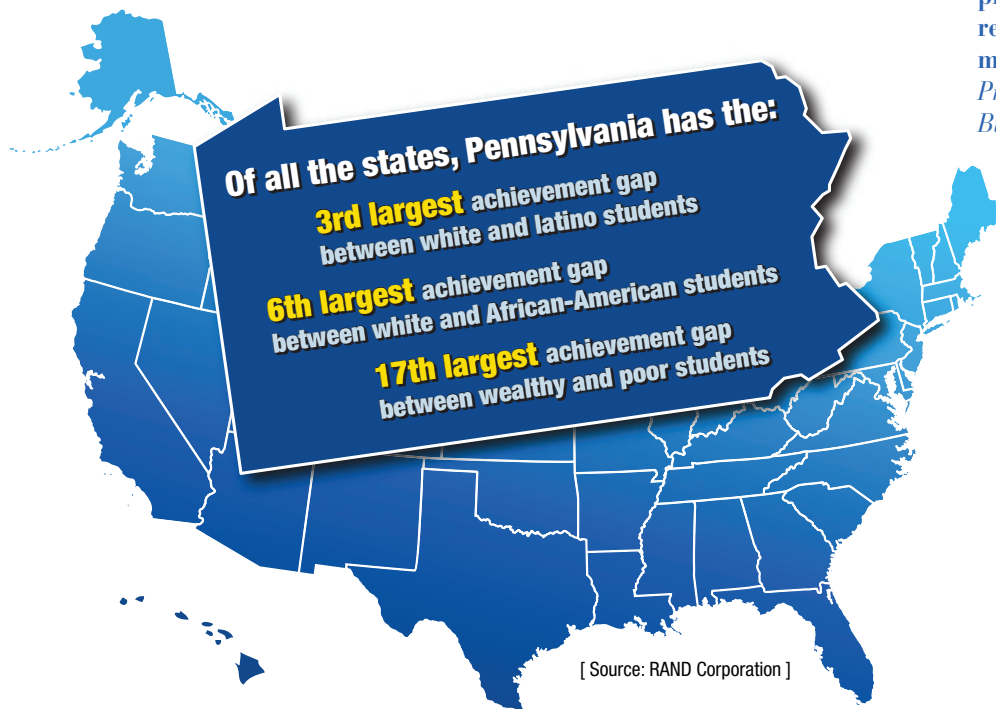 Of all the states, Pennsylvania has the:
3rd largest achievement gap
between white and latino students
6th largest achievement gap
between white and African-American students
17th largest achievement gap
between wealthy and poor students
[ Source: RAND Corporation ]